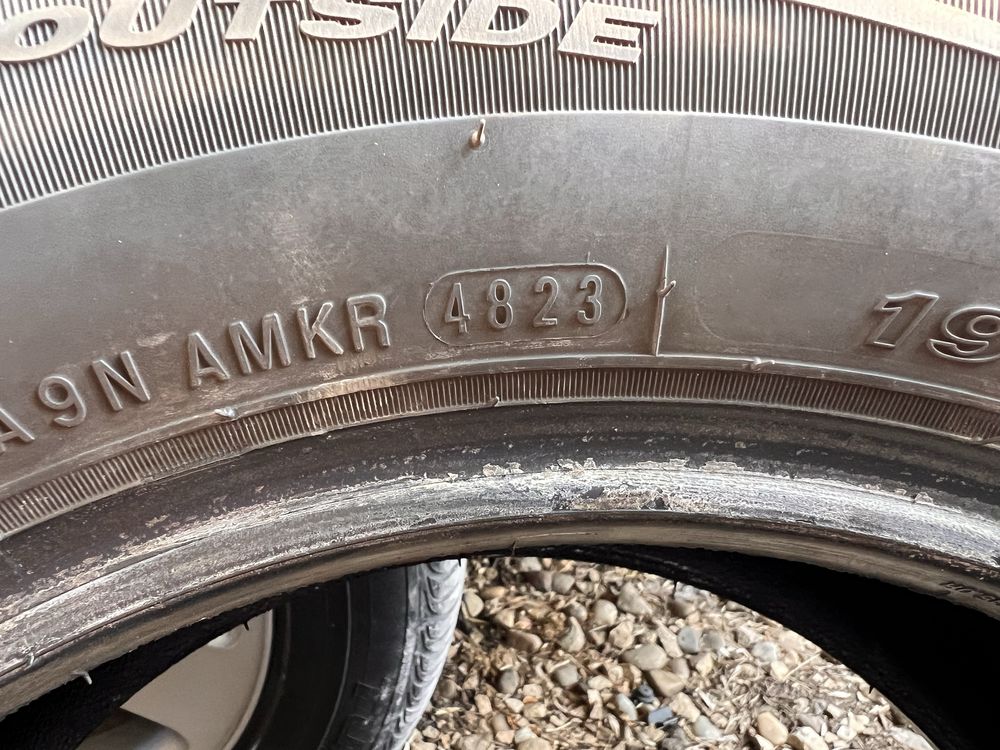 OUTSIDE
A9N AMKR 4823
19